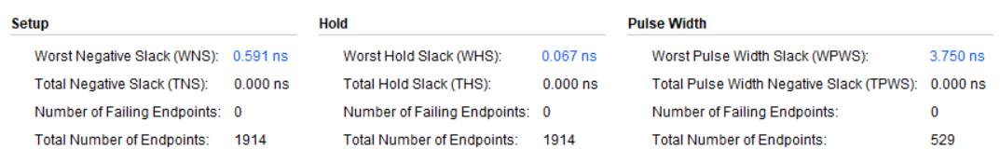 Setup
Worst Negative Slack (WNS): 0.591 ns
Total Negative Slack (TNS): 0.000 ns
Number of Failing Endpoints: 0
Total Number of Endpoints: 1914
Hold
Worst Hold Slack (WHS): 0.067 ns
Total Hold Slack (THS): 0.000 ns
Number of Failing Endpoints: 0
Total Number of Endpoints: 1914
Pulse Width
Worst Pulse Width Slack (WPWS): 3.750 ns
Total Pulse Width Negative Slack (TPWS): 0.000 ns
Number of Failing Endpoints: 0
Total Number of Endpoints: 529